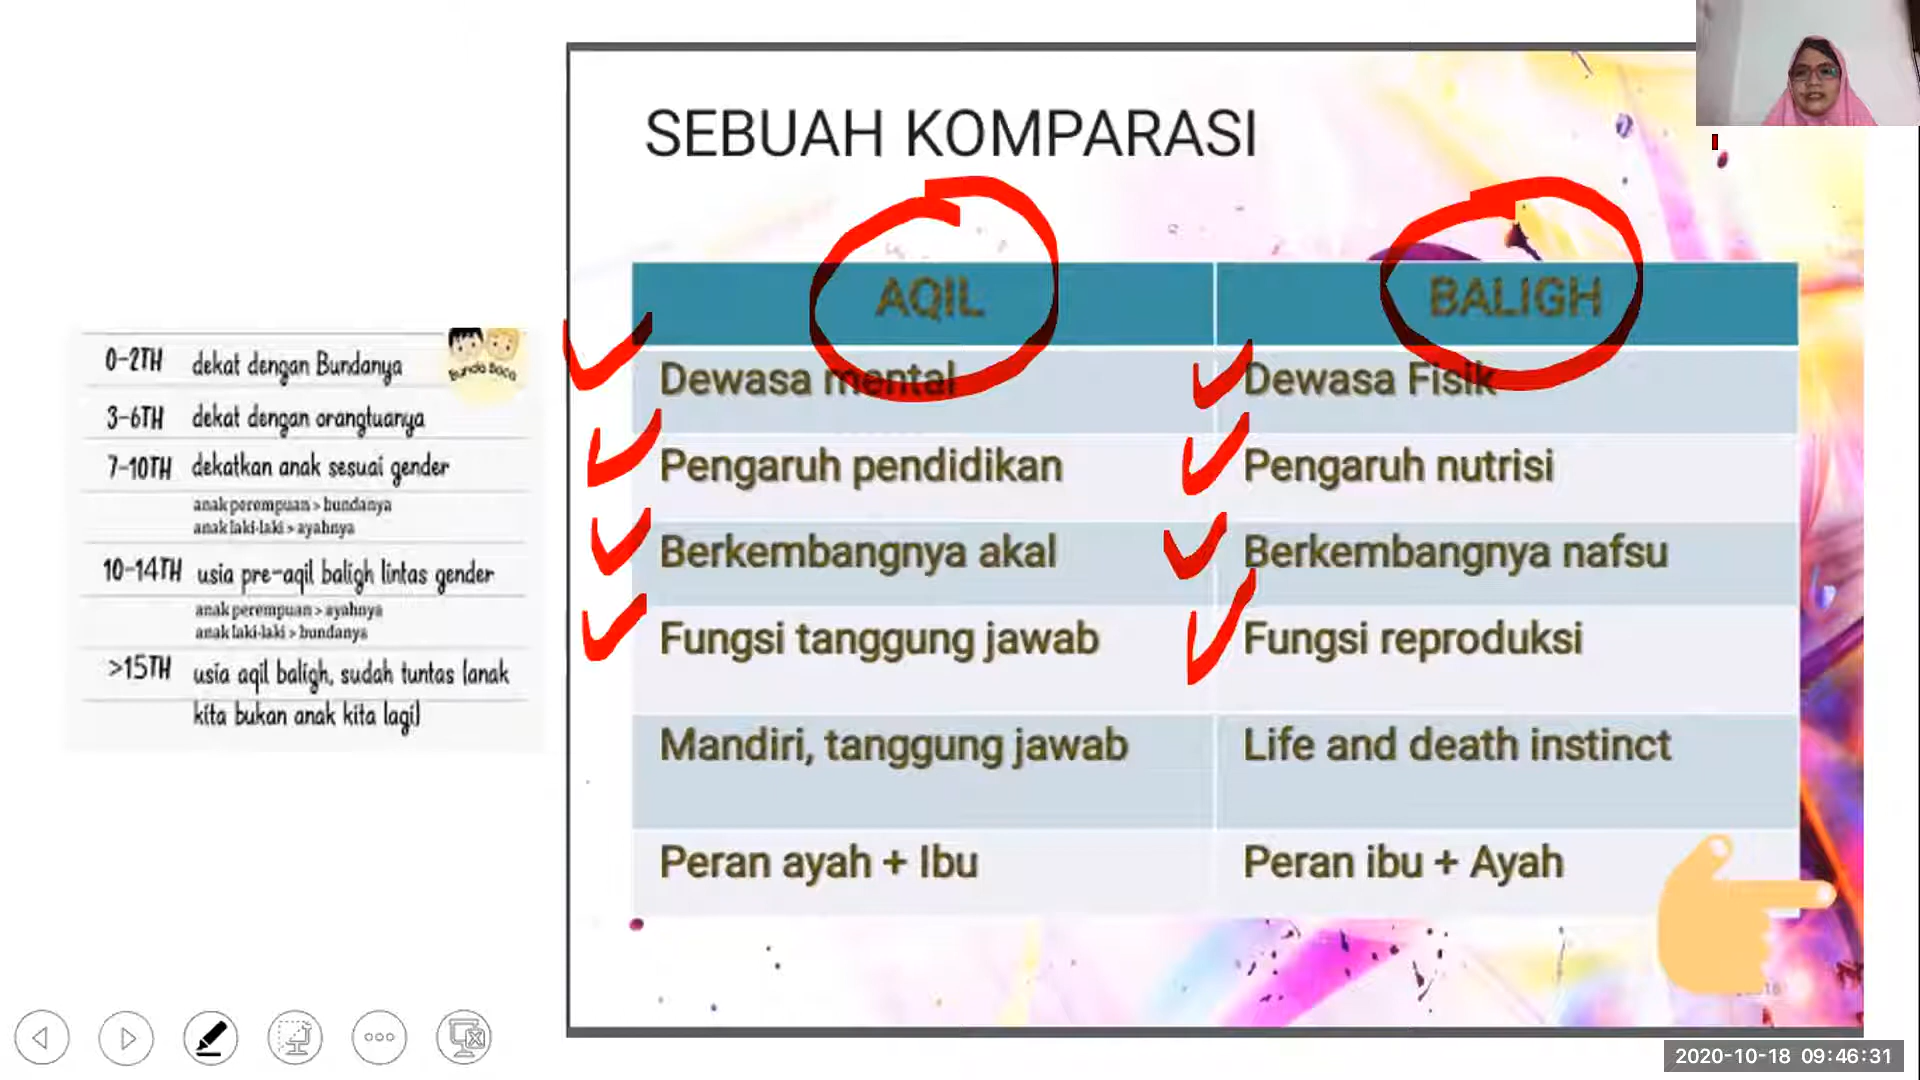 SEBUAH KOMPARASI
AQIL BALIGH
Dewasa mental Dewasa Fisik
Pengaruh pendidikan Pengaruh nutrisi
Berkembangnya akal Berkembangnya nafsu
Fungsi tanggung jawab Fungsi reproduksi
Mandiri, tanggung jawab Life and death instinct
Peran ayah + Ibu Peran ibu + Ayah
Bunda Baca
0-2TH dekat dengan Bundanya
3-6TH dekat dengan orangtuanya
7-10TH dekatkan anak sesuai gender
anak perempuan > bundanya
anak laki-laki > ayahnya
10-14TH usia pre-aqil baligh lintas gender
anak perempuan > ayahnya
anak laki-laki > bundanya
>15TH usia aqil baligh, sudah tuntas (anak
kita bukan anak kita lagi)
2020-10-18 09:46:31